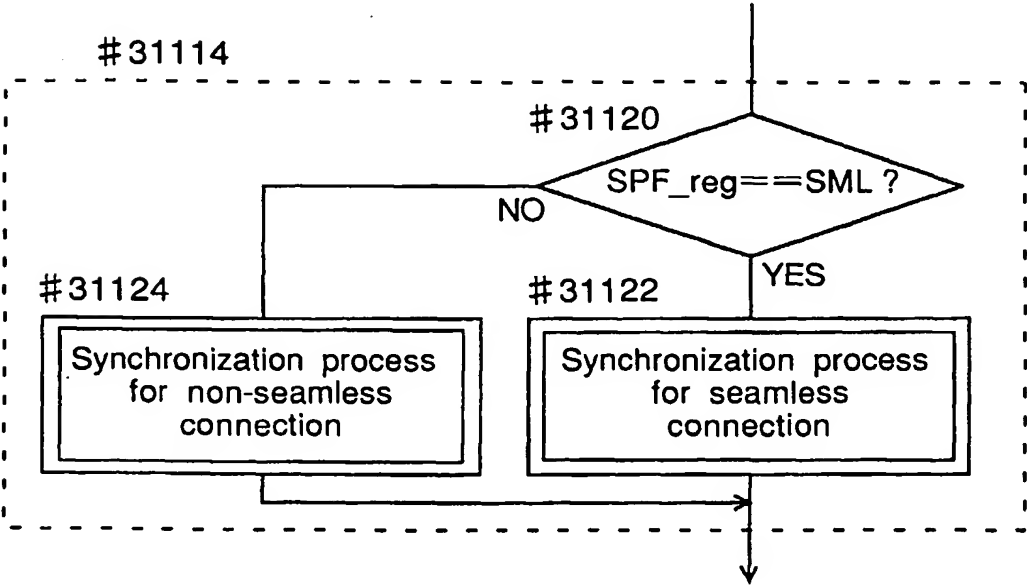 #31114
#31120
SPF_reg==SML ?
NO
YES
#31124
#31122
Synchronization process
for non-seamless
connection
Synchronization process
for seamless
connection